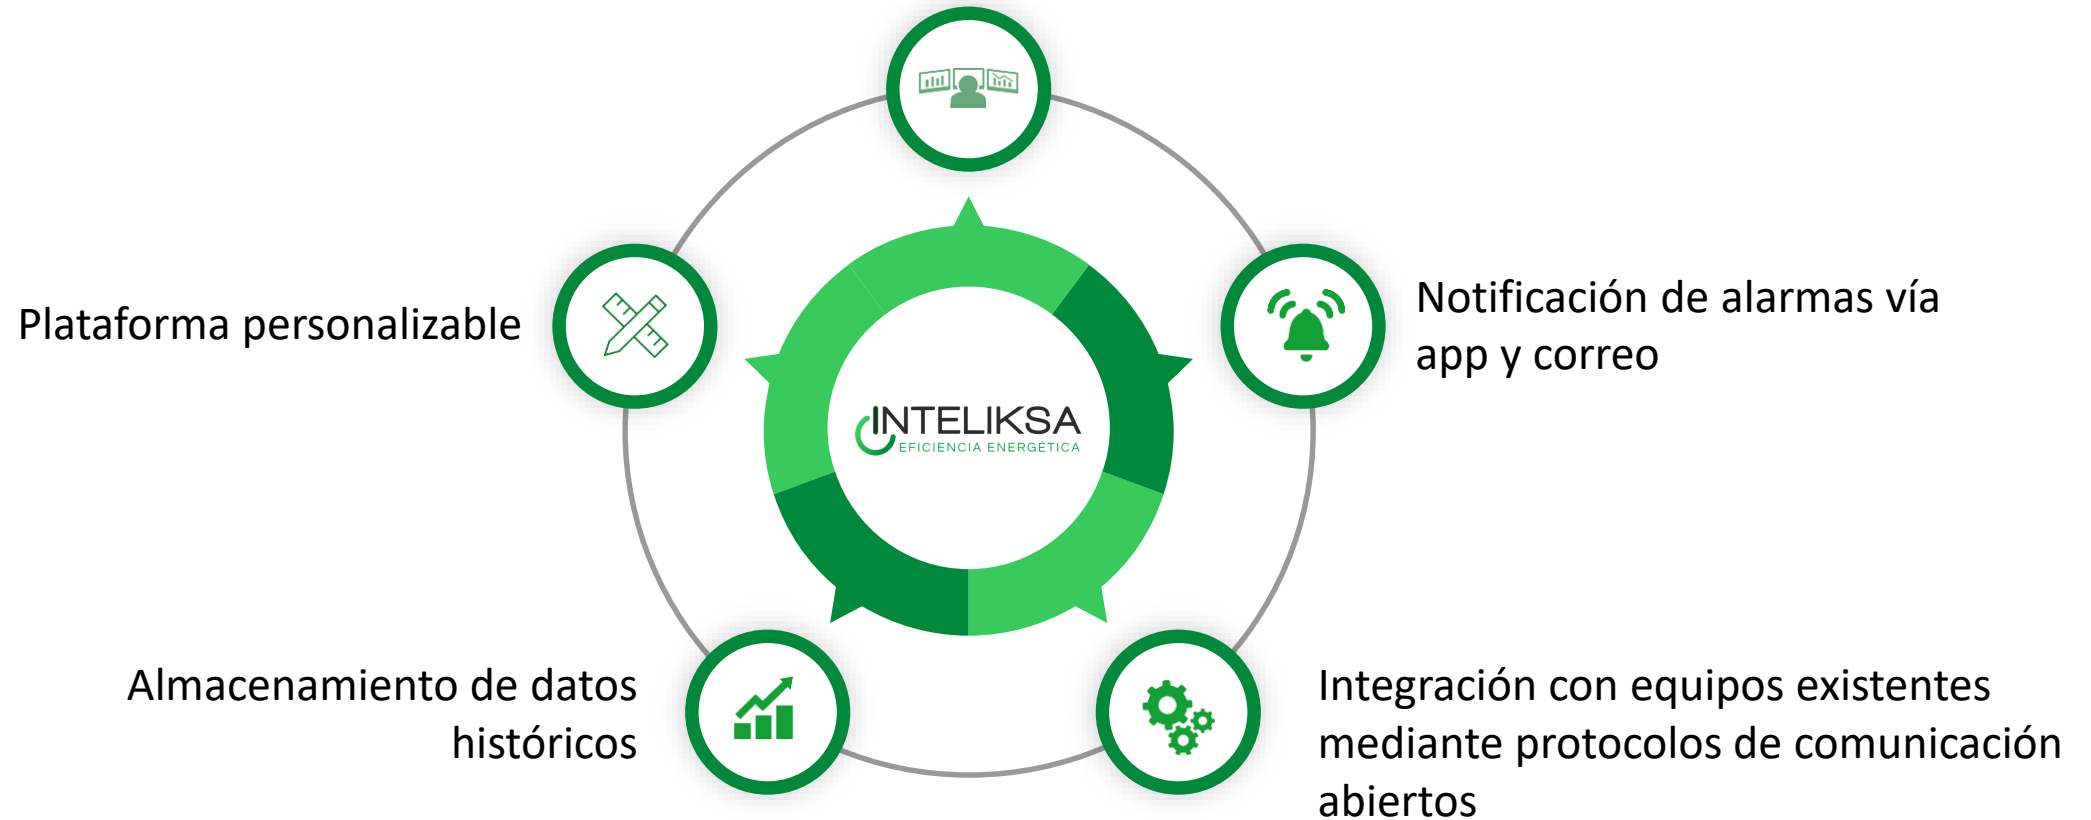 Plataforma personalizable
Notificación de alarmas vía
app y correo
INTELIKSA
EFICIENCIA ENERGÉTICA
Almacenamiento de datos
históricos
Integración con equipos existentes
mediante protocolos de comunicación
abiertos